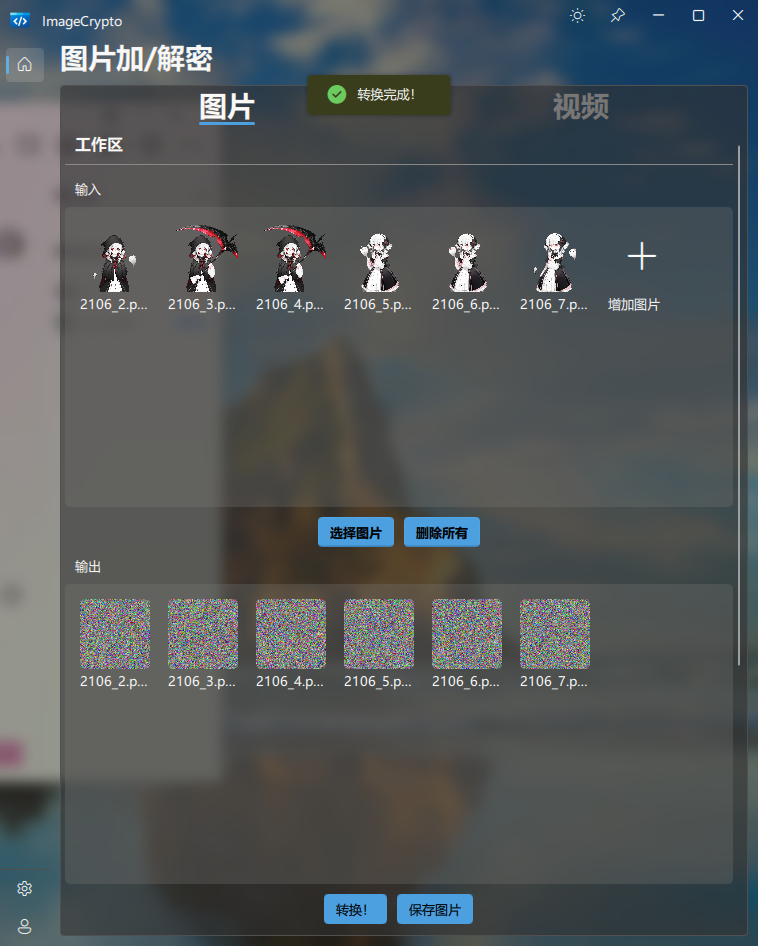 ImageCrypto
图片加/解密
转换完成！
图片 视频
工作区
输入
2106_2.p... 2106_3.p... 2106_4.p... 2106_5.p... 2106_6.p... 2106_7.p... 增加图片
选择图片 删除所有
输出
2106_2.p... 2106_3.p... 2106_4.p... 2106_5.p... 2106_6.p... 2106_7.p...
转换！ 保存图片